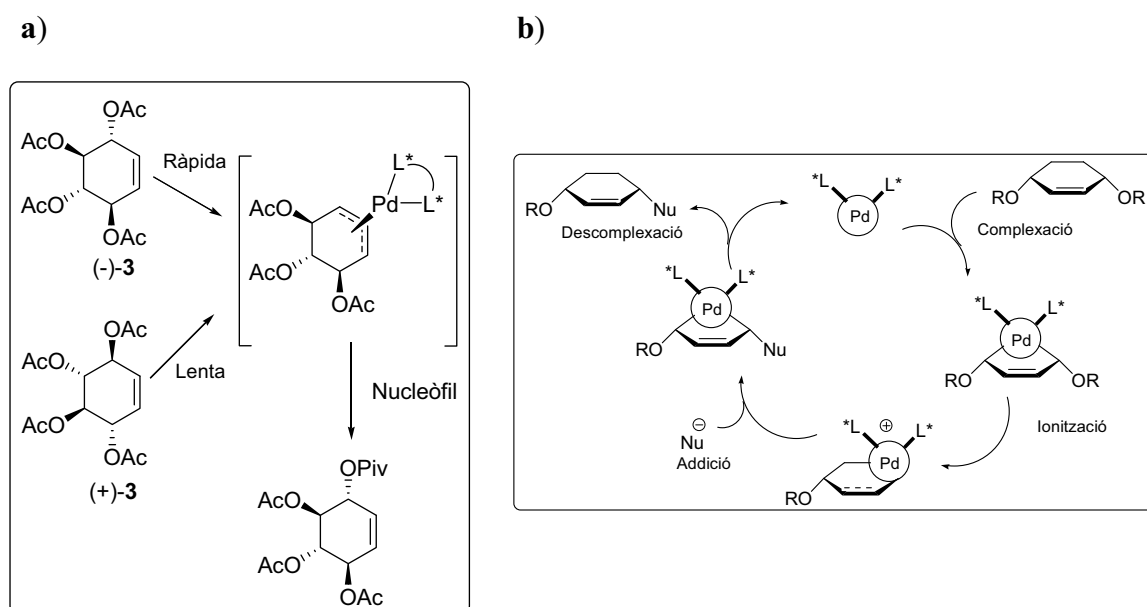 a)
OAc
AcO
AcO
OAc
(-)-3
Ràpida
OAc
AcO
AcO
OAc
(+)-3
Lenta
L*
Pd
L*
AcO
AcO
OAc
Nucleòfil
OPiv
AcO
AcO
OAc
b)
RO
Nu
Descomplexació
*L
L*
Pd
RO
OR
Complexació
*L
L*
Pd
RO
Nu
*L
L*
Pd
RO
OR
Ionització
Nu
⊖
Addició
*L
⊕
L*
Pd
RO